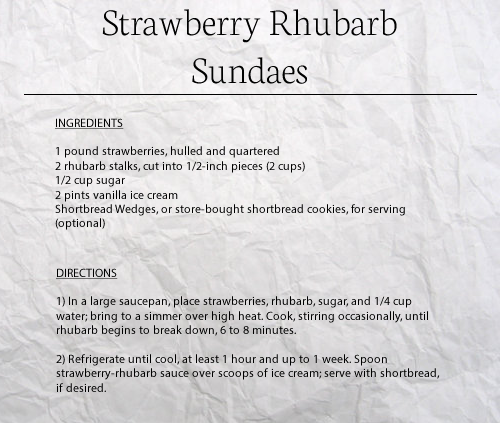 Strawberry Rhubarb
Sundaes
INGREDIENTS
1 pound strawberries, hulled and quartered
2 rhubarb stalks, cut into 1/2-inch pieces (2 cups)
1/2 cup sugar
2 pints vanilla ice cream
Shortbread Wedges, or store-bought shortbread cookies, for serving
(optional)
DIRECTIONS
1) In a large saucepan, place strawberries, rhubarb, sugar, and 1/4 cup
water; bring to a simmer over high heat. Cook, stirring occasionally, until
rhubarb begins to break down, 6 to 8 minutes.
2) Refrigerate until cool, at least 1 hour and up to 1 week. Spoon
strawberry-rhubarb sauce over scoops of ice cream; serve with shortbread,
if desired.